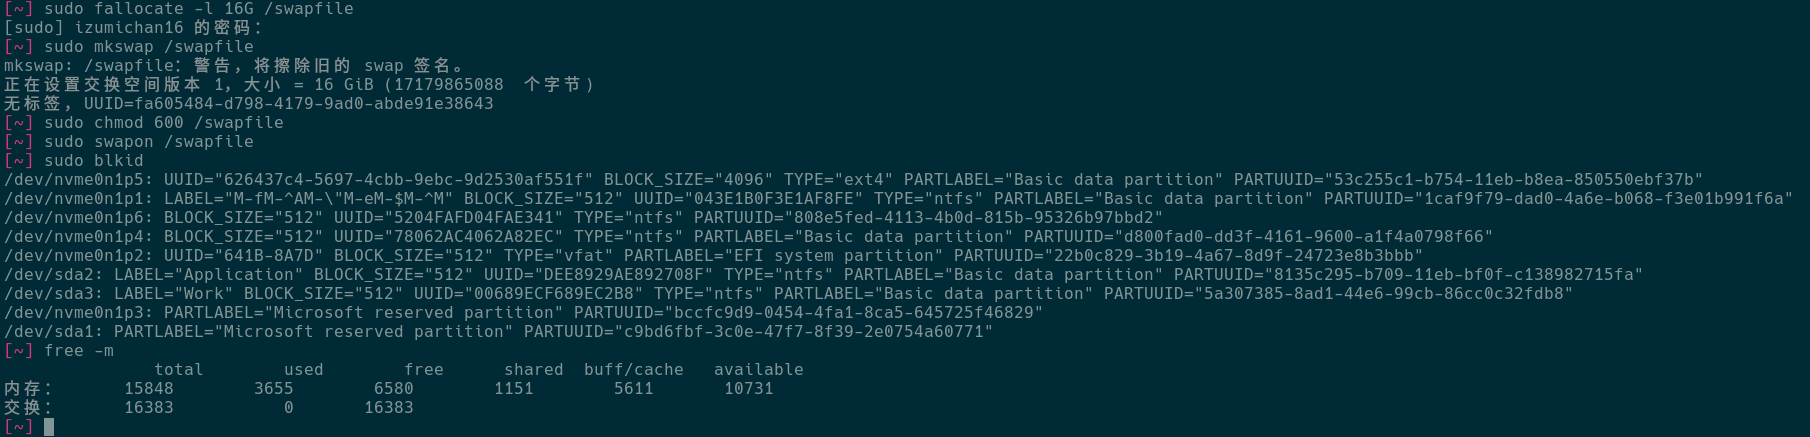 [~] sudo fallocate -l 16G /swapfile
[sudo] izumichan16 的密码：
[~] sudo mkswap /swapfile
mkswap: /swapfile：警告，将擦除旧的 swap 签名。
正在设置交换空间版本 1，大小 = 16 GiB (17179865088  个字节)
无标签，UUID=fa605484-d798-4179-9ad0-abde91e38643
[~] sudo chmod 600 /swapfile
[~] sudo swapon /swapfile
[~] sudo blkid
/dev/nvme0n1p5: UUID="626437c4-5697-4cbb-9ebc-9d2530af551f" BLOCK_SIZE="4096" TYPE="ext4" PARTLABEL="Basic data partition" PARTUUID="53c255c1-b754-11eb-b8ea-850550ebf37b"
/dev/nvme0n1p1: LABEL="M-fM-^AM-\"M-eM-$M-^M" BLOCK_SIZE="512" UUID="043E1B0F3E1AF8FE" TYPE="ntfs" PARTLABEL="Basic data partition" PARTUUID="1caf9f79-dad0-4a6e-b068-f3e01b991f6a"
/dev/nvme0n1p6: BLOCK_SIZE="512" UUID="5204FAFD04FAE341" TYPE="ntfs" PARTUUID="808e5fed-4113-4b0d-815b-95326b97bbd2"
/dev/nvme0n1p4: BLOCK_SIZE="512" UUID="78062AC4062A82EC" TYPE="ntfs" PARTLABEL="Basic data partition" PARTUUID="d800fad0-dd3f-4161-9600-a1f4a0798f66"
/dev/nvme0n1p2: UUID="641B-8A7D" BLOCK_SIZE="512" TYPE="vfat" PARTLABEL="EFI system partition" PARTUUID="22b0c829-3b19-4a67-8d9f-24723e8b3bbb"
/dev/sda2: LABEL="Application" BLOCK_SIZE="512" UUID="DEE8929AE892708F" TYPE="ntfs" PARTLABEL="Basic data partition" PARTUUID="8135c295-b709-11eb-bf0f-c138982715fa"
/dev/sda3: LABEL="Work" BLOCK_SIZE="512" UUID="00689ECF689EC2B8" TYPE="ntfs" PARTLABEL="Basic data partition" PARTUUID="5a307385-8ad1-44e6-99cb-86cc0c32fdb8"
/dev/nvme0n1p3: PARTLABEL="Microsoft reserved partition" PARTUUID="bccfc9d9-0454-4fa1-8ca5-645725f46829"
/dev/sda1: PARTLABEL="Microsoft reserved partition" PARTUUID="c9bd6fbf-3c0e-47f7-8f39-2e0754a60771"
[~] free -m
               total        used        free      shared  buff/cache   available
内存：       15848        3655        6580        1151        5611       10731
交换：       16383           0       16383
[~]